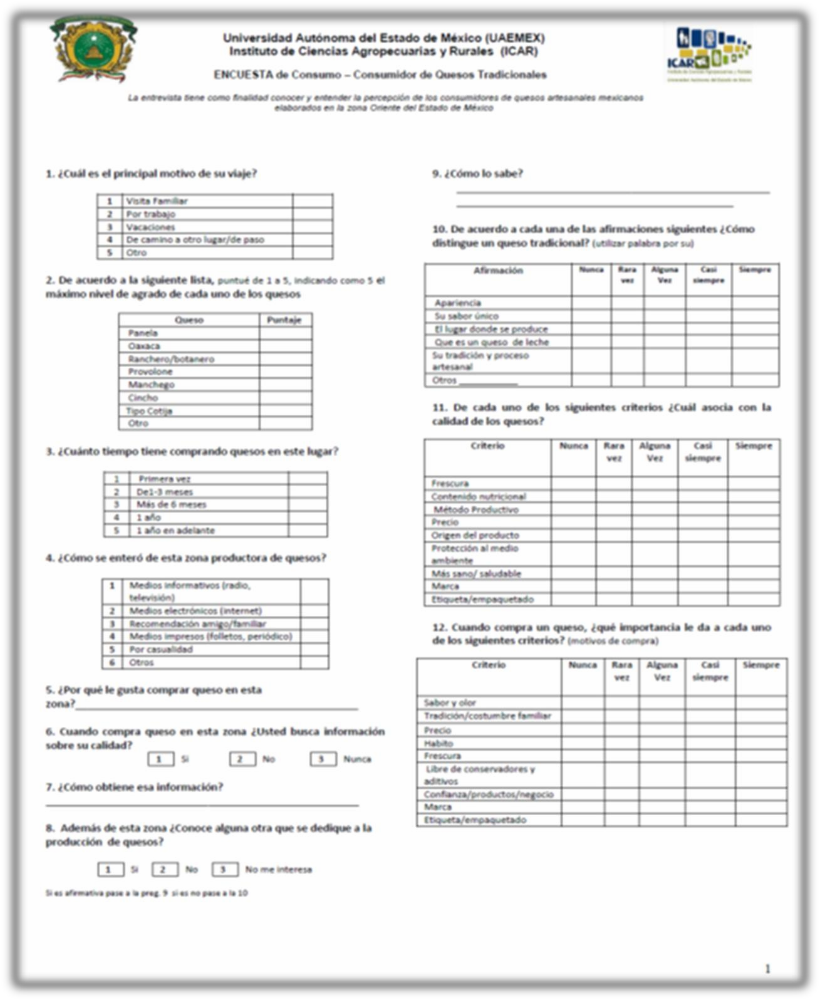 Universidad Autónoma del Estado de México (UAEMEX)
Instituto de Ciencias Agropecuarias y Rurales (ICAR)
ENCUESTA de Consumo – Consumidor de Quesos Tradicionales
La entrevista tiene como finalidad conocer y entender la percepción de los consumidores de quesos artesanales mexicanos
elaborados en la zona Oriente del Estado de México
ICAR
Instituto de Ciencias Agropecuarias y Rurales
Universidad Autónoma del Estado de México
1. ¿Cuál es el principal motivo de su viaje?
1 Visita Familiar
2 Por trabajo
3 Vacaciones
4 De camino a otro lugar/de paso
5 Otro
2. De acuerdo a la siguiente lista, puntué de 1 a 5, indicando como 5 el
máximo nivel de agrado de cada uno de los quesos
Queso Puntaje
Panela
Oaxaca
Ranchero/botanero
Provolone
Manchego
Cincho
Tipo Cotija
Otro
3. ¿Cuánto tiempo tiene comprando quesos en este lugar?
1 Primera vez
2 De1-3 meses
3 Más de 6 meses
4 1 año
5 1 año en adelante
4. ¿Cómo se enteró de esta zona productora de quesos?
1 Medios informativos (radio,
televisión)
2 Medios electrónicos (internet)
3 Recomendación amigo/familiar
4 Medios impresos (folletos, periódico)
5 Por casualidad
6 Otros
5. ¿Por qué le gusta comprar queso en esta
zona?
6. Cuando compra queso en esta zona ¿Usted busca información
sobre su calidad?
1 Si 2 No 3 Nunca
7. ¿Cómo obtiene esa información?
8. Además de esta zona ¿Conoce alguna otra que se dedique a la
producción de quesos?
1 Si 2 No 3 No me interesa
Si es afirmativa pase a la preg. 9 si es no pase a la 10
9. ¿Cómo lo sabe?
10. De acuerdo a cada una de las afirmaciones siguientes ¿Cómo
distingue un queso tradicional? (utilizar palabra por su)
Afirmación Nunca Rara vez Alguna Vez Casi siempre Siempre
Apariencia
Su sabor único
El lugar donde se produce
Que es un queso de leche
Su tradición y proceso
artesanal
Otros ____________
11. De cada uno de los siguientes criterios ¿Cuál asocia con la
calidad de los quesos?
Criterio Nunca Rara vez Alguna Vez Casi siempre Siempre
Frescura
Contenido nutricional
Método Productivo
Precio
Origen del producto
Protección al medio
ambiente
Más sano/ saludable
Marca
Etiqueta/empaquetado
12. Cuando compra un queso, ¿qué importancia le da a cada uno
de los siguientes criterios? (motivos de compra)
Criterio Nunca Rara vez Alguna Vez Casi siempre Siempre
Sabor y olor
Tradición/costumbre familiar
Precio
Habito
Frescura
Libre de conservadores y
aditivos
Confianza/productos/negocio
Marca
Etiqueta/empaquetado
1